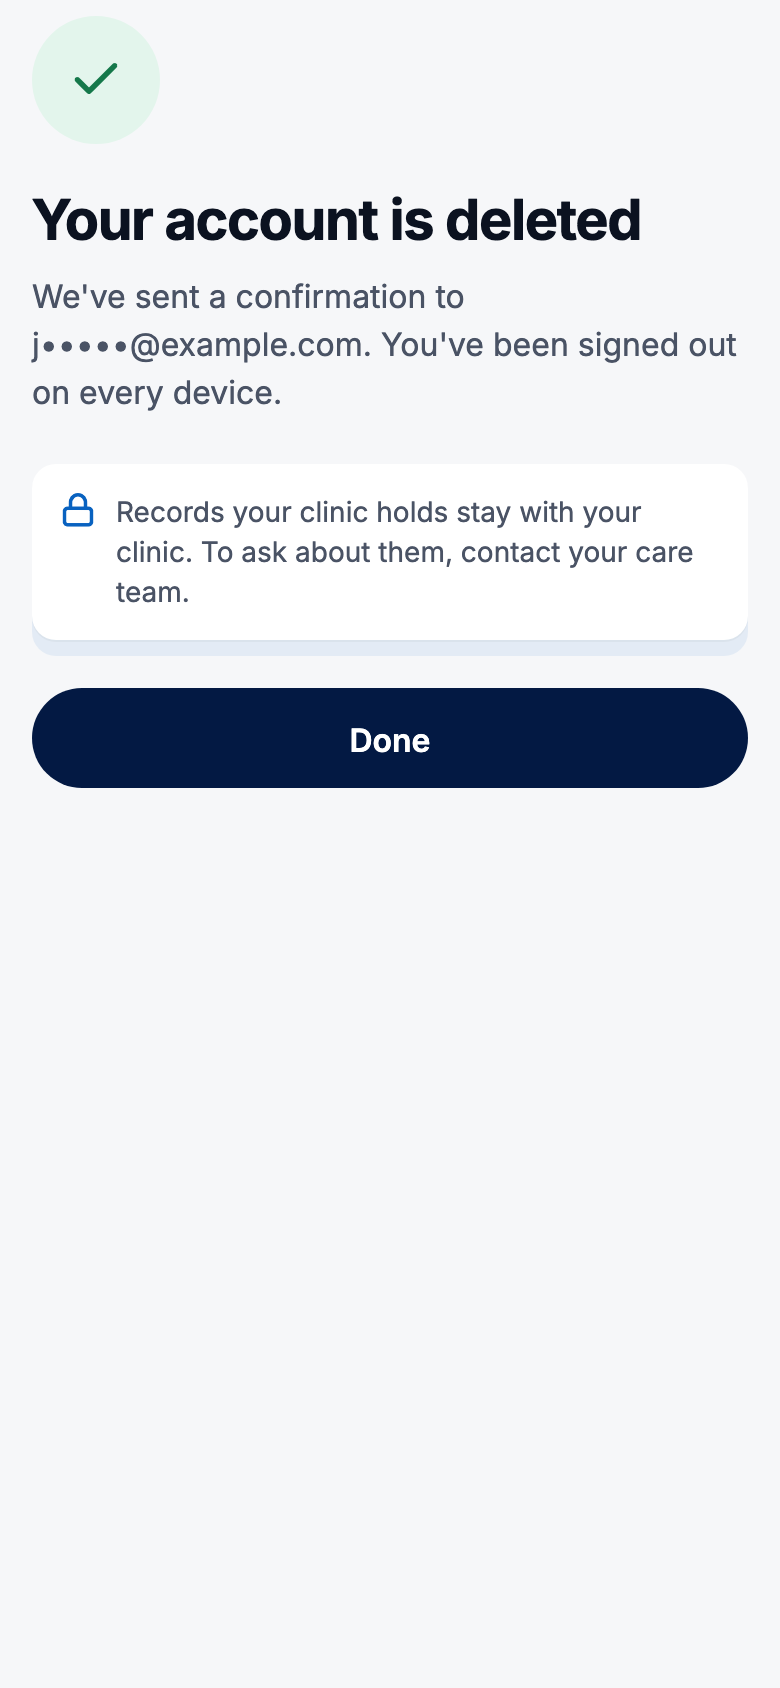 Your account is deleted
We've sent a confirmation to
j•••••@example.com. You've been signed out
on every device.
Records your clinic holds stay with your
clinic. To ask about them, contact your care
team.
Done